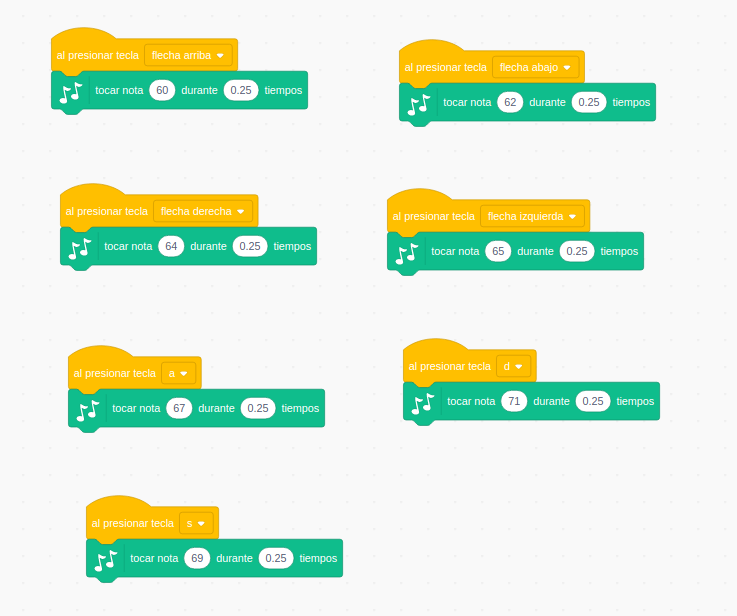 al presionar tecla flecha arriba
tocar nota 60 durante 0.25 tiempos
al presionar tecla flecha abajo
tocar nota 62 durante 0.25 tiempos
al presionar tecla flecha derecha
tocar nota 64 durante 0.25 tiempos
al presionar tecla flecha izquierda
tocar nota 65 durante 0.25 tiempos
al presionar tecla a
tocar nota 67 durante 0.25 tiempos
al presionar tecla d
tocar nota 71 durante 0.25 tiempos
al presionar tecla s
tocar nota 69 durante 0.25 tiempos